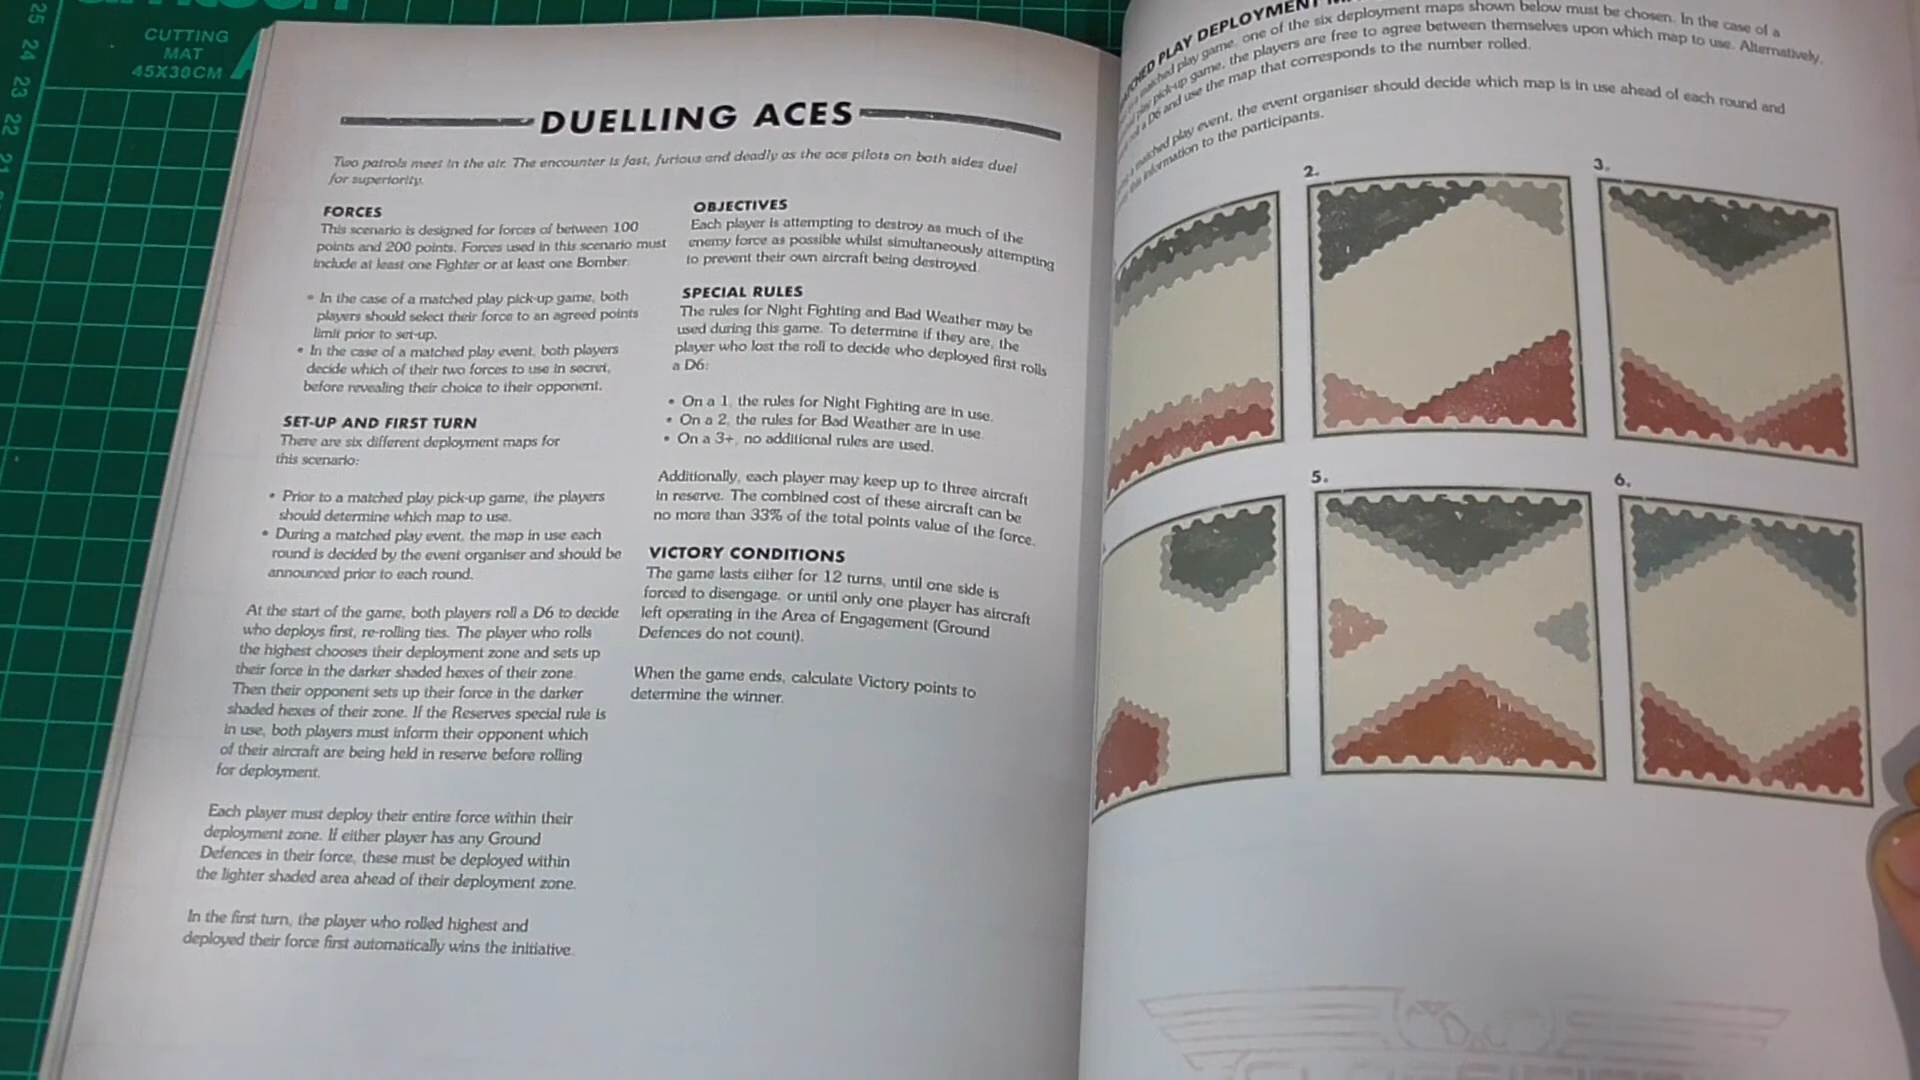 CUTTING
MAT
45X30CM
25
24
23
22
DUELLING ACES
Two patrols meet in the air. The encounter is fast, furious and deadly as the ace pilots on both sides duel
for superiority.
FORCES
This scenario is designed for forces of between 100
points and 200 points. Forces used in this scenario must
include at least one Fighter or at least one Bomber.
• In the case of a matched play pick-up game, both
players should select their force to an agreed points
limit prior to set-up.
• In the case of a matched play event, both players
decide which of their two forces to use in secret,
before revealing their choice to their opponent.
SET-UP AND FIRST TURN
There are six different deployment maps for
this scenario:
• Prior to a matched play pick-up game, the players
should determine which map to use.
• During a matched play event, the map in use each
round is decided by the event organiser and should be
announced prior to each round.
At the start of the game, both players roll a D6 to decide
who deploys first, re-rolling ties. The player who rolls
the highest chooses their deployment zone and sets up
their force in the darker shaded hexes of their zone.
Then their opponent sets up their force in the darker
shaded hexes of their zone. If the Reserves special rule is
in use, both players must inform their opponent which
of their aircraft are being held in reserve before rolling
for deployment.
Each player must deploy their entire force within their
deployment zone. If either player has any Ground
Defences in their force, these must be deployed within
the lighter shaded area ahead of their deployment zone.
In the first turn, the player who rolled highest and
deployed their force first automatically wins the initiative.
OBJECTIVES
Each player is attempting to destroy as much of the
enemy force as possible whilst simultaneously attempting
to prevent their own aircraft being destroyed.
SPECIAL RULES
The rules for Night Fighting and Bad Weather may be
used during this game. To determine if they are, the
player who lost the roll to decide who deployed first rolls
a D6:
• On a 1, the rules for Night Fighting are in use.
• On a 2, the rules for Bad Weather are in use.
• On a 3+, no additional rules are used.
Additionally, each player may keep up to three aircraft
in reserve. The combined cost of these aircraft can be
no more than 33% of the total points value of the force.
VICTORY CONDITIONS
The game lasts either for 12 turns, until one side is
forced to disengage, or until only one player has aircraft
left operating in the Area of Engagement (Ground
Defences do not count).
When the game ends, calculate Victory points to
determine the winner.
PLAY DEPLOYMENT
matched play game, one of the six deployment maps shown below must be chosen. In the case of a
play pick-up game, the players are free to agree between themselves upon which map to use. Alternatively,
a D6 and use the map that corresponds to the number rolled.
matched play event, the event organiser should decide which map is in use ahead of each round and
this information to the participants.
2.
3.
5.
6.